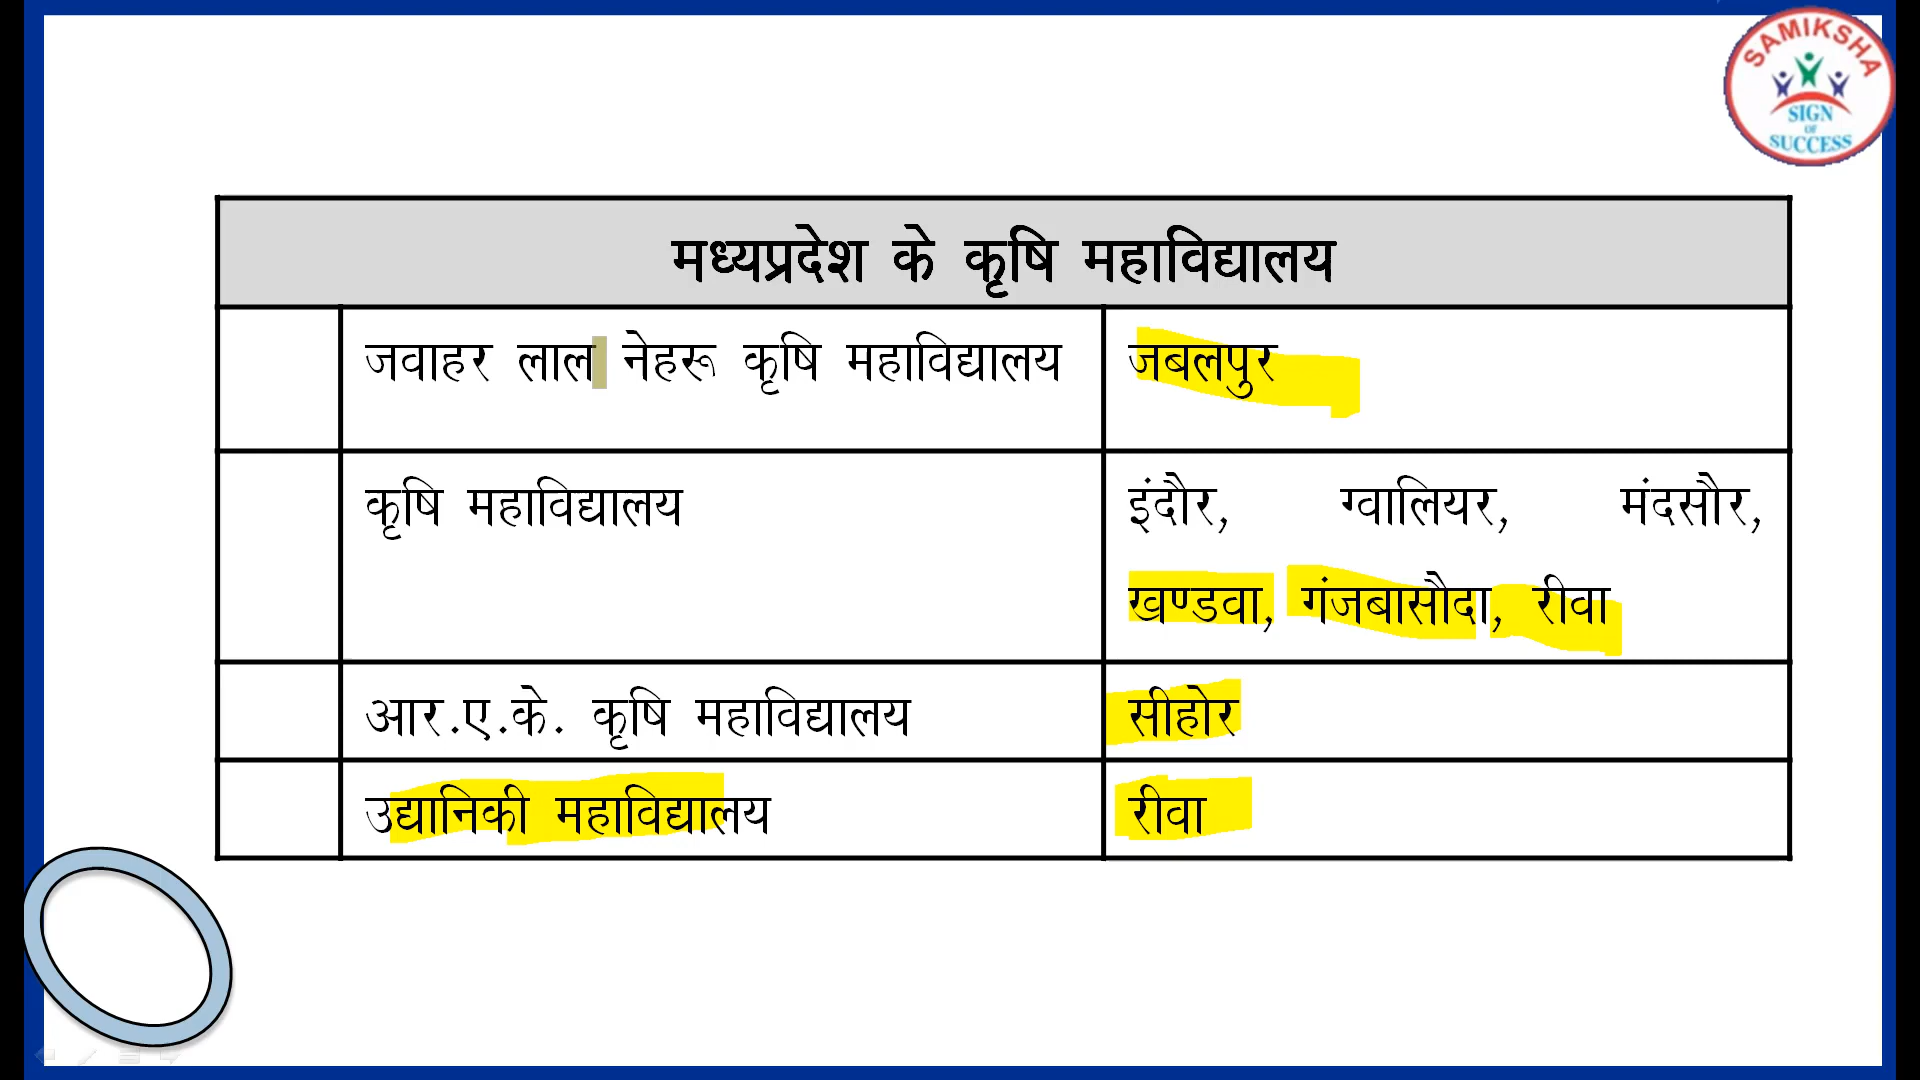 SAMIKSHA
SIGN
OF
SUCCESS
मध्यप्रदेश के कृषि महाविद्यालय
जवाहर लाल नेहरू कृषि महाविद्यालय जबलपुर
कृषि महाविद्यालय इंदौर, ग्वालियर, मंदसौर,
खण्डवा, गंजबासौदा, रीवा
आर.ए.के. कृषि महाविद्यालय सीहोर
उद्यानिकी महाविद्यालय रीवा